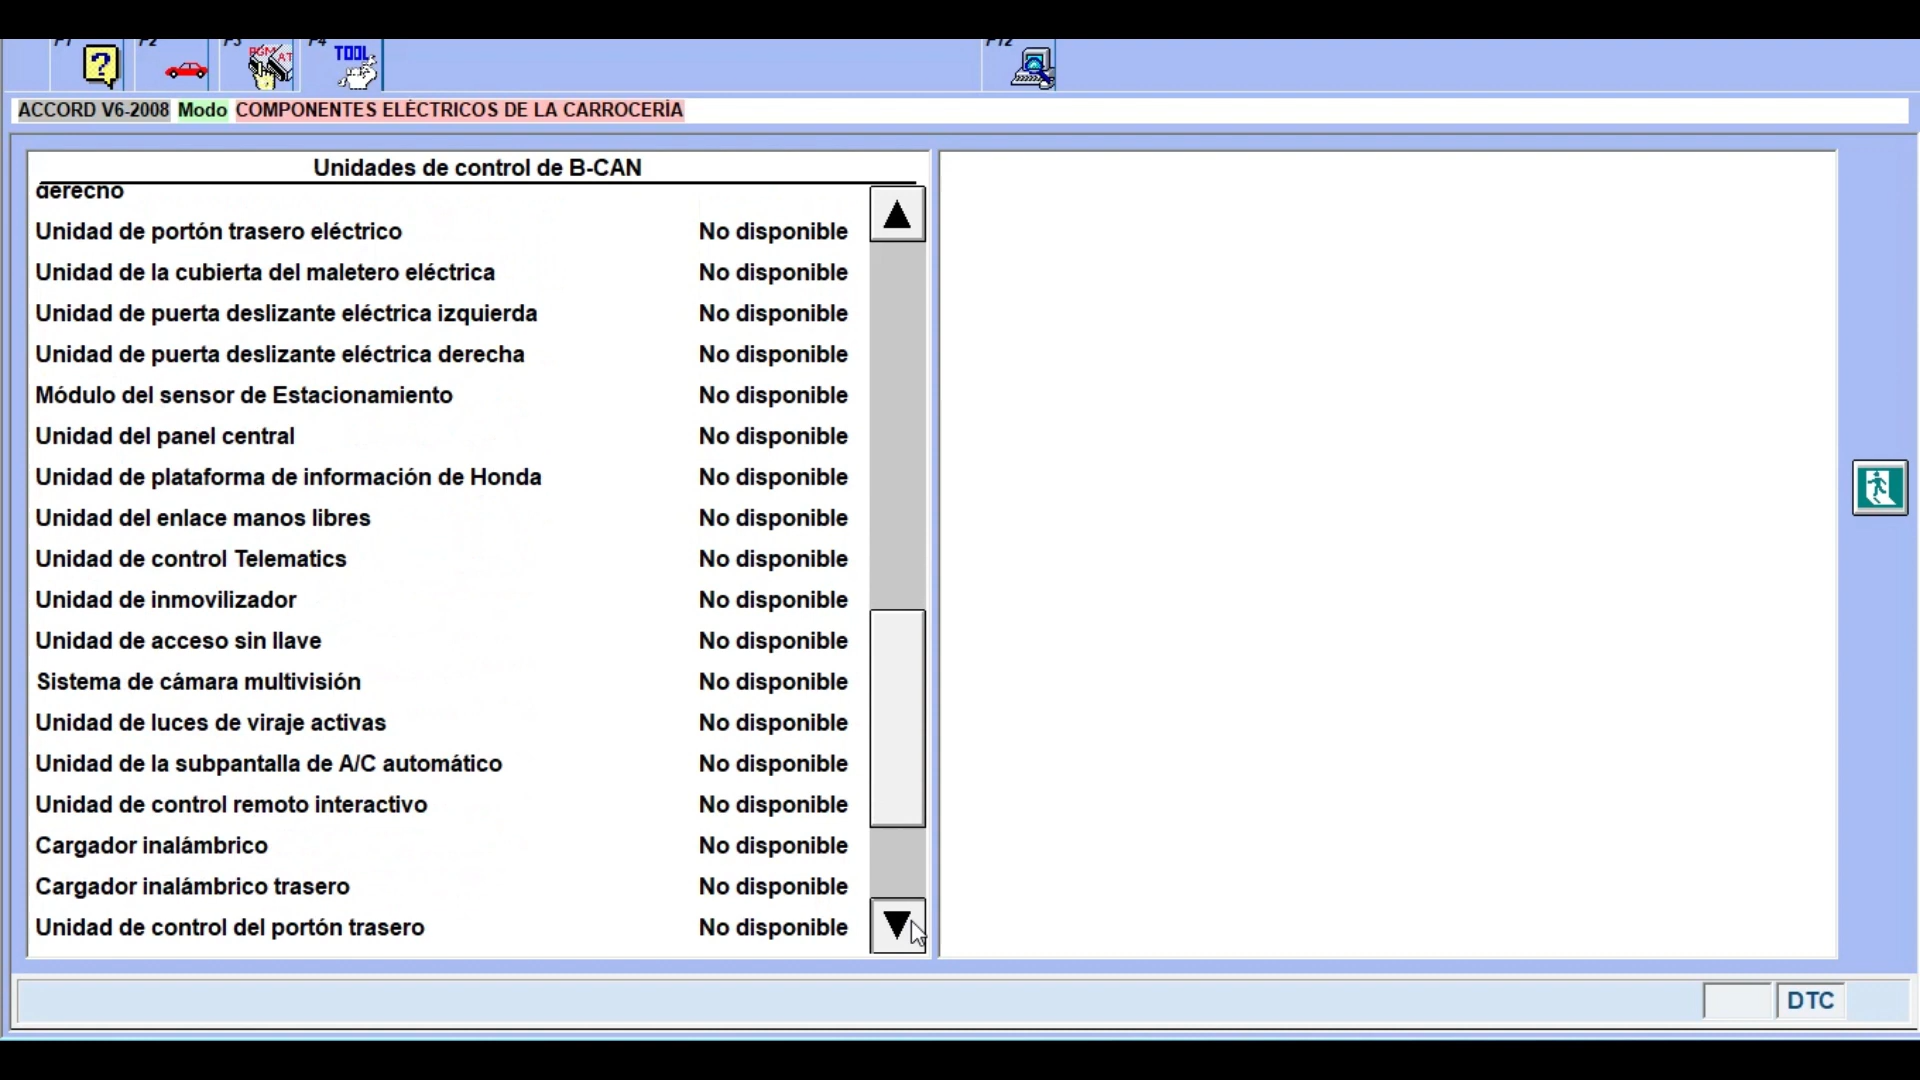 F1 F2 F3 F4 F12
TOOL
ACCORD V6-2008 Modo COMPONENTES ELÉCTRICOS DE LA CARROCERÍA
Unidades de control de B-CAN
derecho
Unidad de portón trasero eléctrico No disponible
Unidad de la cubierta del maletero eléctrica No disponible
Unidad de puerta deslizante eléctrica izquierda No disponible
Unidad de puerta deslizante eléctrica derecha No disponible
Módulo del sensor de Estacionamiento No disponible
Unidad del panel central No disponible
Unidad de plataforma de información de Honda No disponible
Unidad del enlace manos libres No disponible
Unidad de control Telematics No disponible
Unidad de inmovilizador No disponible
Unidad de acceso sin llave No disponible
Sistema de cámara multivisión No disponible
Unidad de luces de viraje activas No disponible
Unidad de la subpantalla de A/C automático No disponible
Unidad de control remoto interactivo No disponible
Cargador inalámbrico No disponible
Cargador inalámbrico trasero No disponible
Unidad de control del portón trasero No disponible
DTC